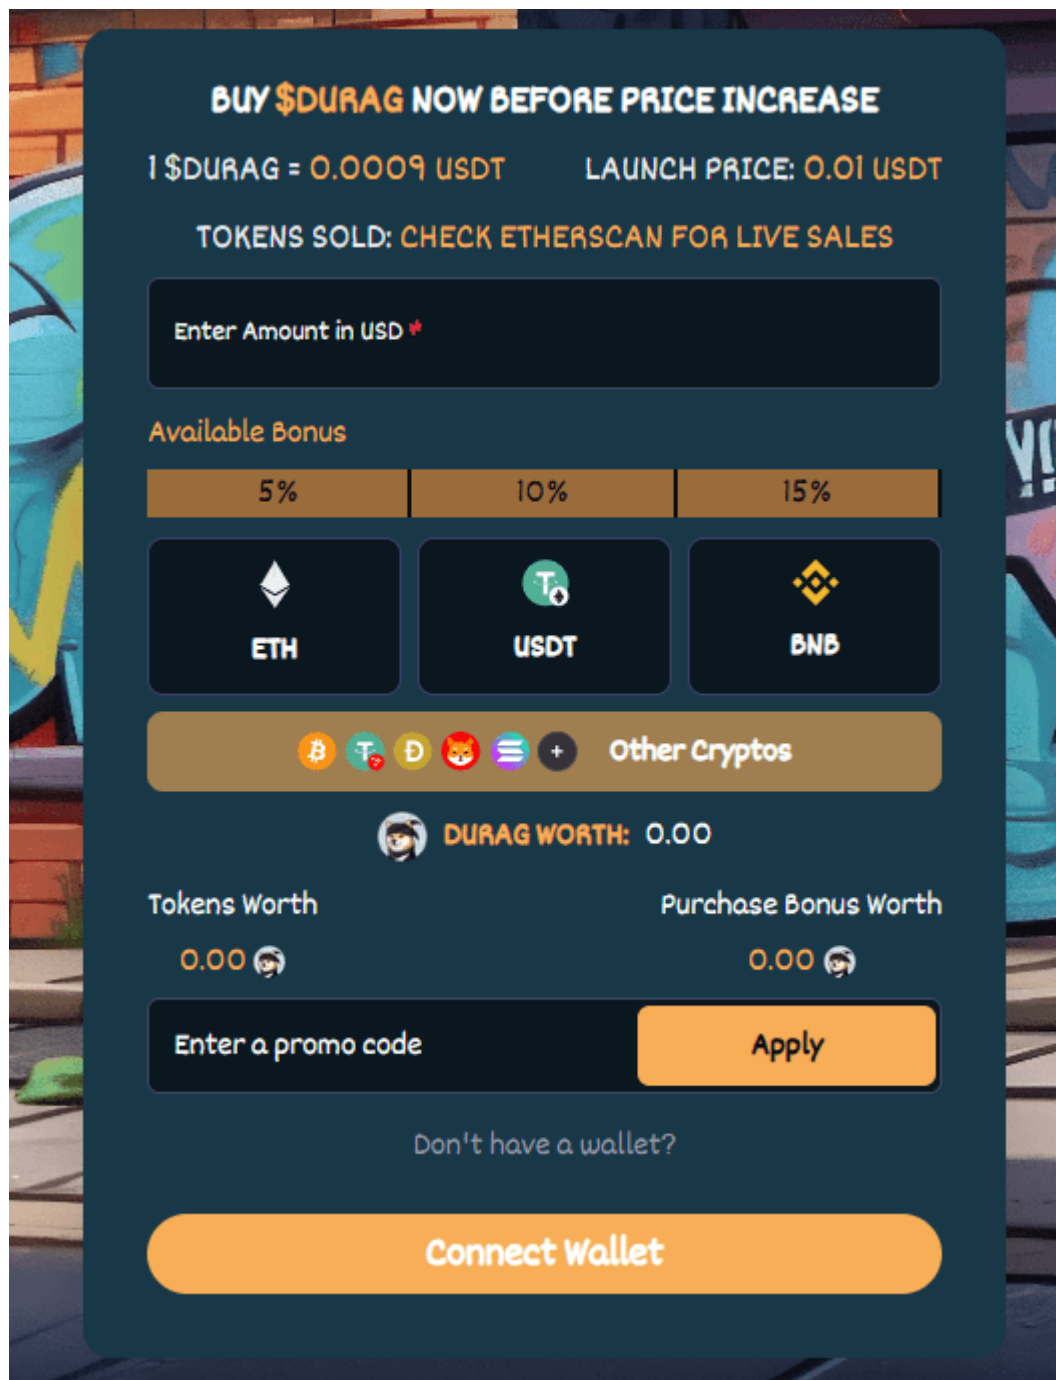 BUY $DURAG NOW BEFORE PRICE INCREASE
1 $DURAG = 0.0009 USDT
LAUNCH PRICE: 0.01 USDT
TOKENS SOLD: CHECK ETHERSCAN FOR LIVE SALES
Enter Amount in USD *
Available Bonus
5% 10% 15%
ETH USDT BNB
Other Cryptos
DURAG WORTH: 0.00
Tokens Worth Purchase Bonus Worth
0.00 0.00
Enter a promo code Apply
Don't have a wallet?
Connect Wallet